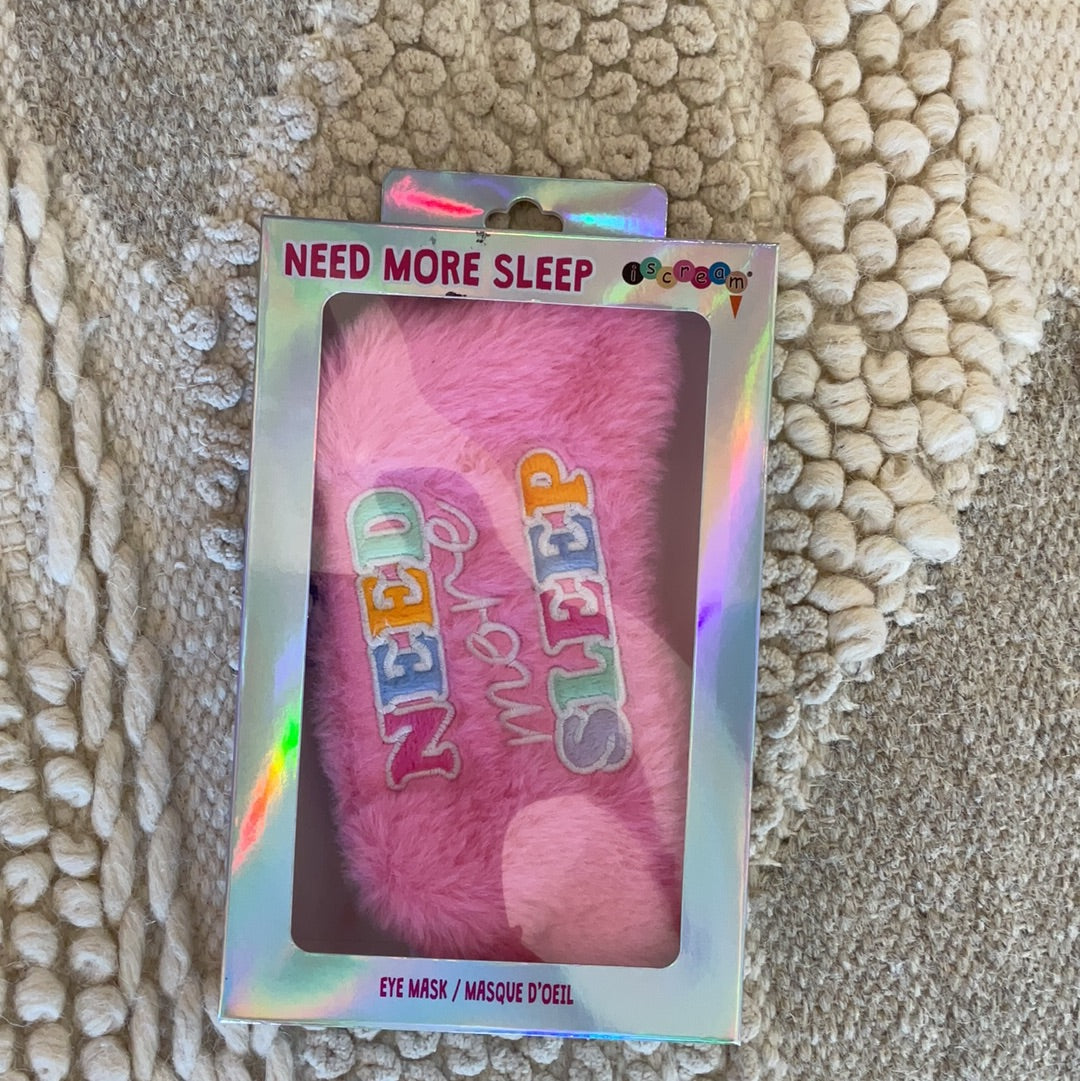 NEED MORE SLEEP
iscream®
NEED
more
SLEEP
EYE MASK / MASQUE D'OEIL